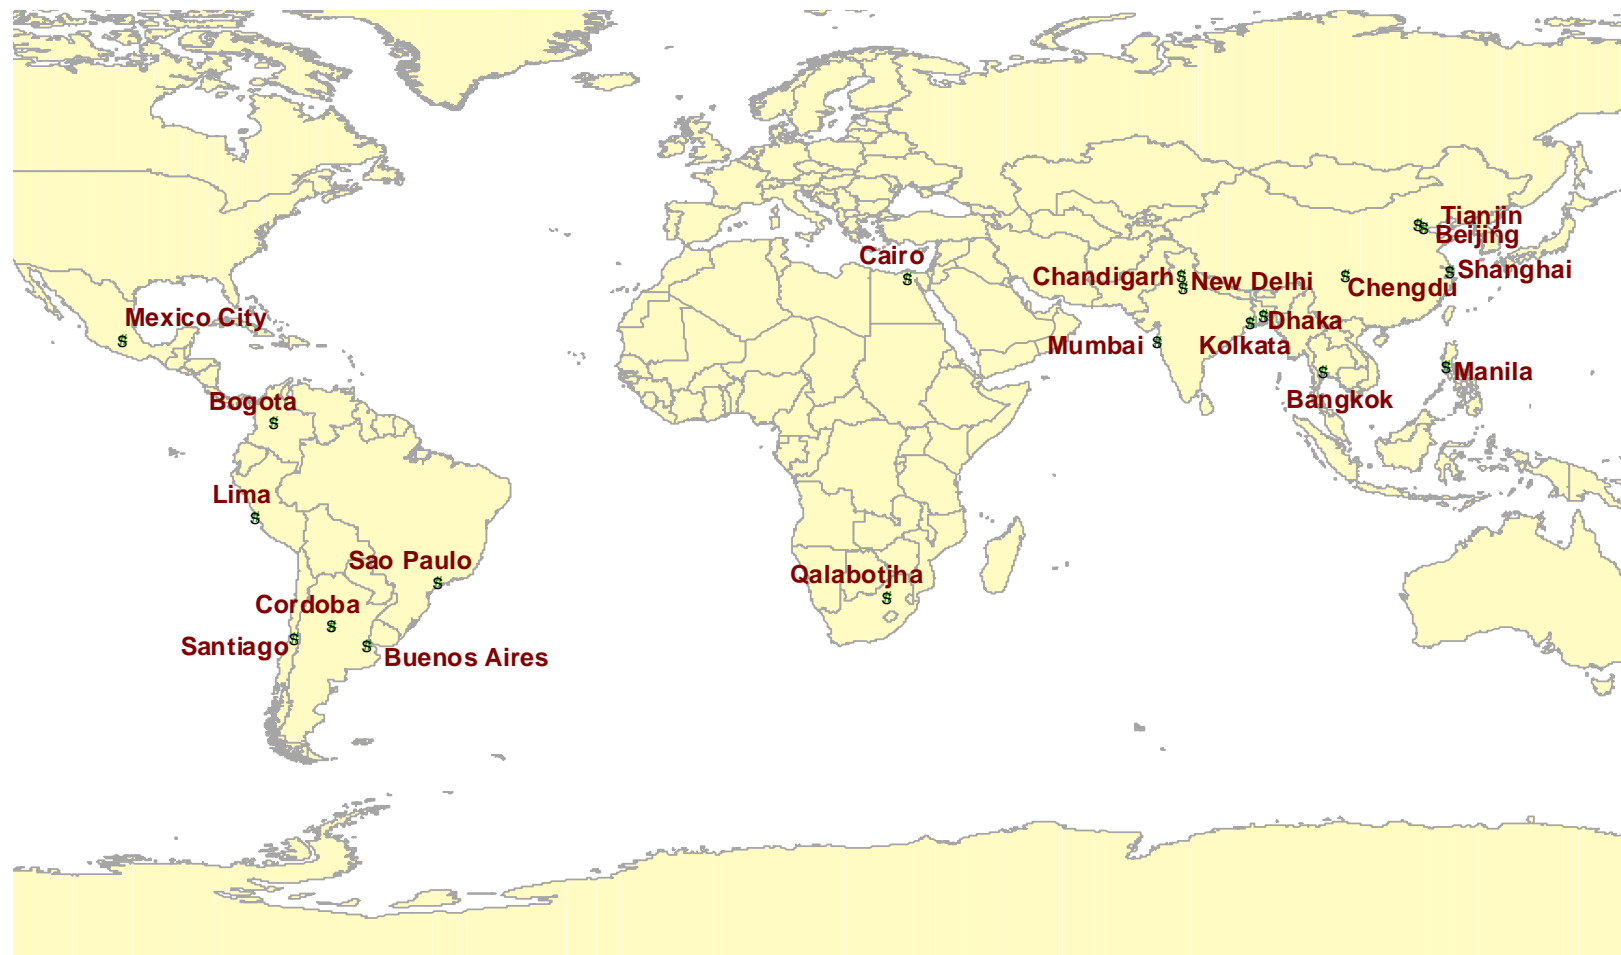 Tianjin
Beijing
Cairo
Shanghai
Chandigarh
New Delhi
Chengdu
Mexico City
Dhaka
Mumbai
Kolkata
Manila
Bogota
Bangkok
Lima
Sao Paulo
Qalabotjha
Cordoba
Santiago
Buenos Aires